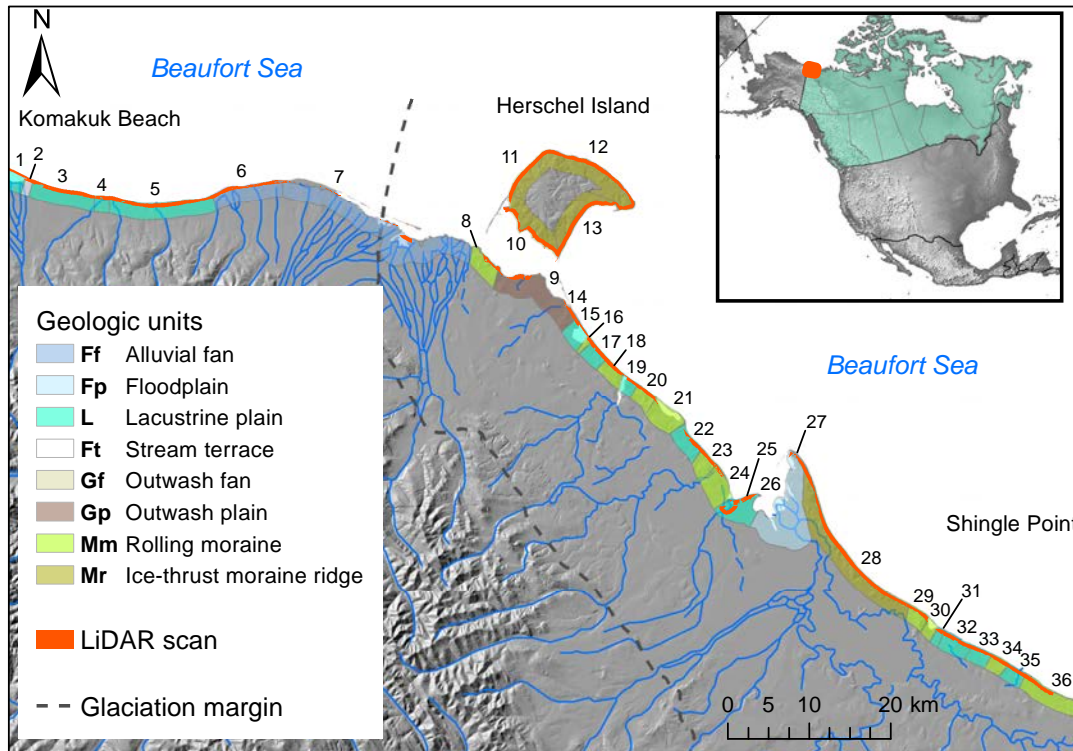 N
Beaufort Sea
Komakuk Beach
Herschel Island
1 2 3 4 5 6 7
8
9
10
11
12
13
14
15
16
17
18
19
20
21
22
23
24
25
26
27
28
29
30
31
32
33
34
35
36
Beaufort Sea
Shingle Point
Geologic units
Ff Alluvial fan
Fp Floodplain
L Lacustrine plain
Ft Stream terrace
Gf Outwash fan
Gp Outwash plain
Mm Rolling moraine
Mr Ice-thrust moraine ridge
LiDAR scan
Glaciation margin
0 5 10 20 km